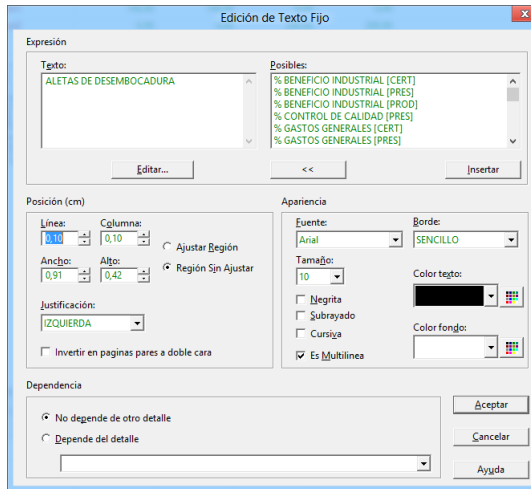 Edición de Texto Fijo
x
Expresión
Texto:
ALETAS DE DESEMBOCADURA
Posibles:
% BENEFICIO INDUSTRIAL [CERT]
% BENEFICIO INDUSTRIAL [PRES]
% BENEFICIO INDUSTRIAL [PROD]
% CONTROL DE CALIDAD [PRES]
% GASTOS GENERALES [CERT]
% GASTOS GENERALES [PRES]
Editar...
<<
Insertar
Posición (cm)
Línea:
0,10
Columna:
0,10
Ancho:
0,91
Alto:
0,42
Ajustar Región
Región Sin Ajustar
Justificación:
IZQUIERDA
Invertir en paginas pares a doble cara
Apariencia
Fuente:
Arial
Borde:
SENCILLO
Tamaño:
10
Color texto:
Negrita
Subrayado
Cursiva
Es Multilinea
Color fondo:
Dependencia
No depende de otro detalle
Depende del detalle
Aceptar
Cancelar
Ayuda